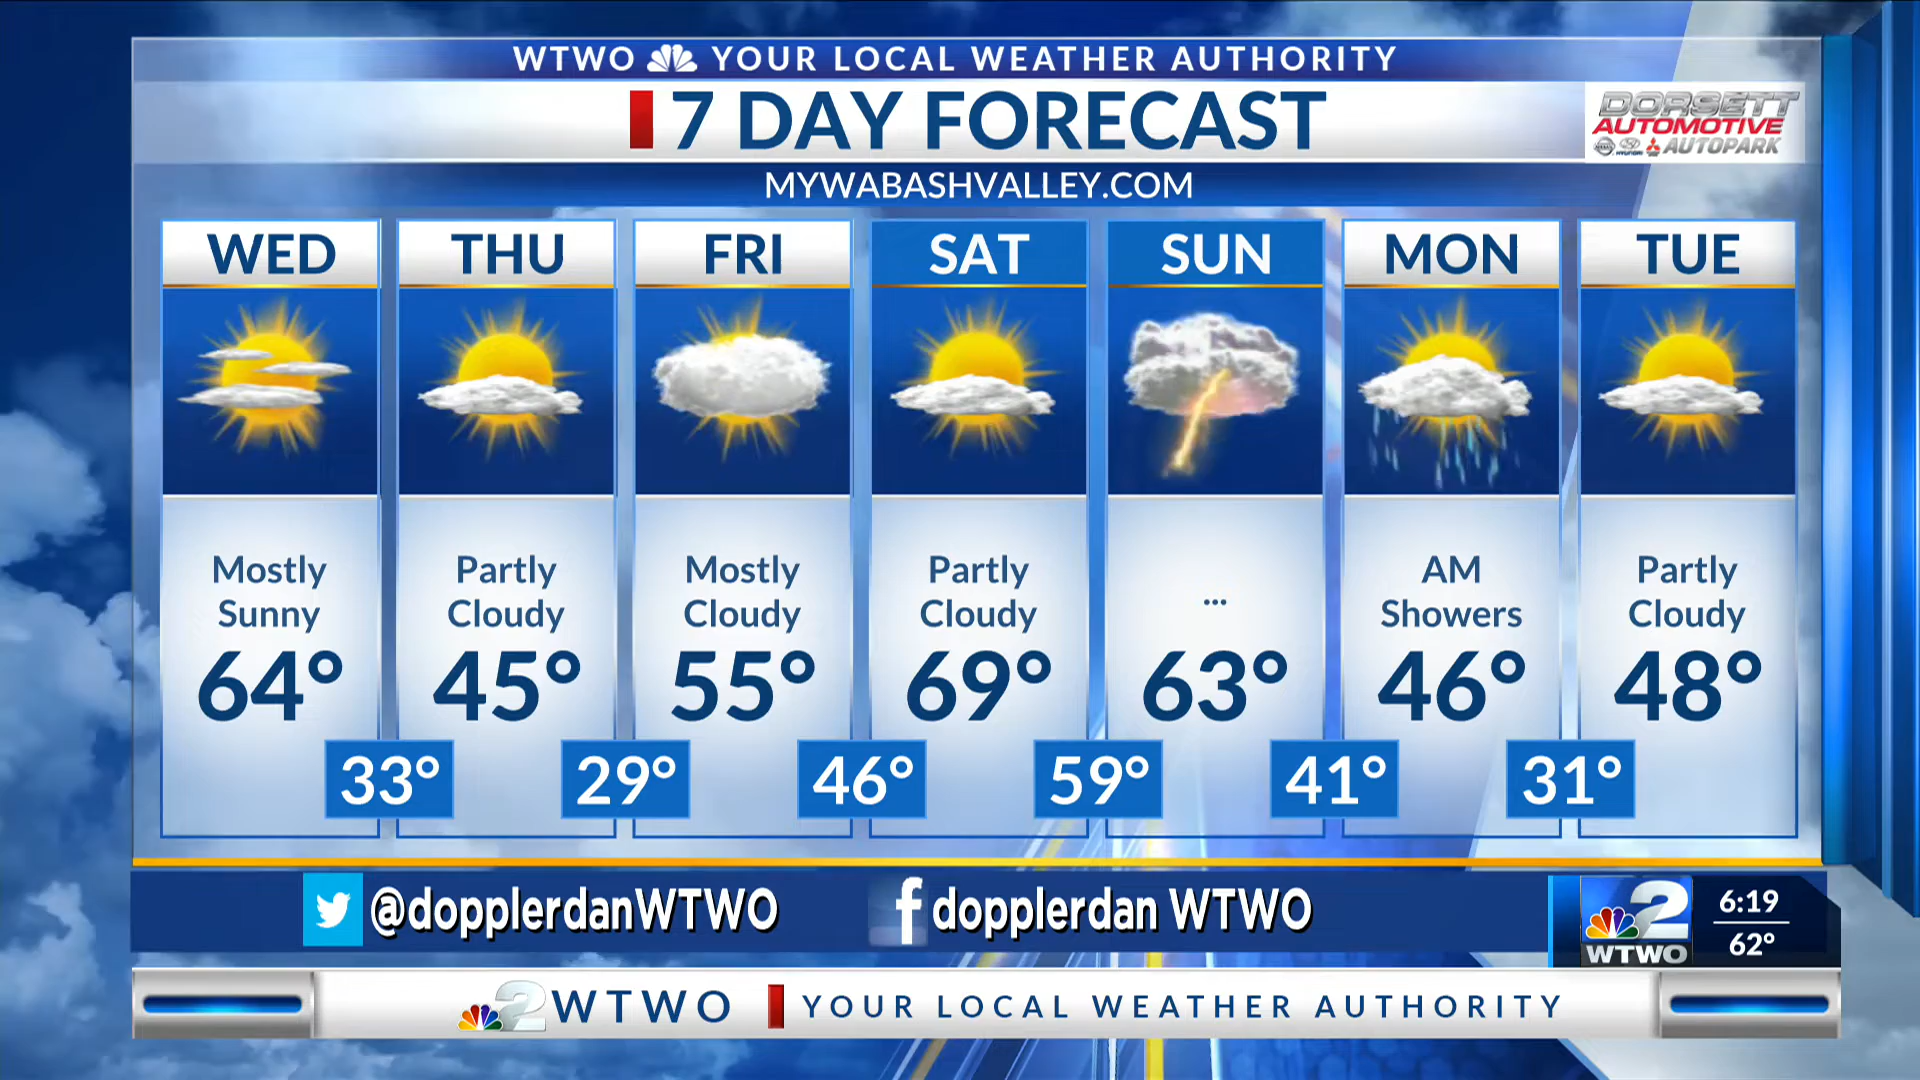 WTWO YOUR LOCAL WEATHER AUTHORITY
7 DAY FORECAST
DORSETT
AUTOMOTIVE
AUTOPARK
MYWABASHVALLEY.COM
WED THU FRI SAT SUN MON TUE
Mostly Sunny
64°
Partly Cloudy
45°
Mostly Cloudy
55°
Partly Cloudy
69°
...
63°
AM Showers
46°
Partly Cloudy
48°
33° 29° 46° 59° 41° 31°
@dopplerdanWTWO
f dopplerdan WTWO
2
WTWO
6:19
62°
2 WTWO YOUR LOCAL WEATHER AUTHORITY